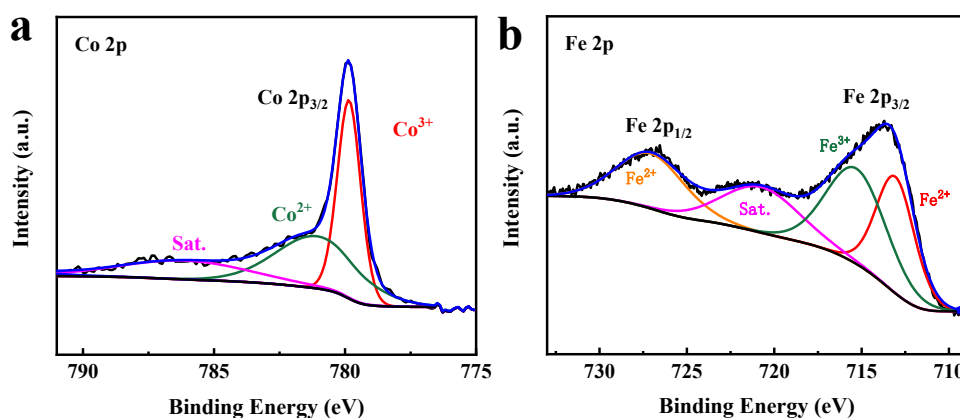 a
Co 2p
Co 2p3/2
Co3+
Co2+
Sat.
Intensity (a.u.)
790
785
780
775
Binding Energy (eV)
b
Fe 2p
Fe 2p3/2
Fe 2p1/2
Fe3+
Fe2+
Sat.
Fe2+
Intensity (a.u.)
730
725
720
715
710
Binding Energy (eV)